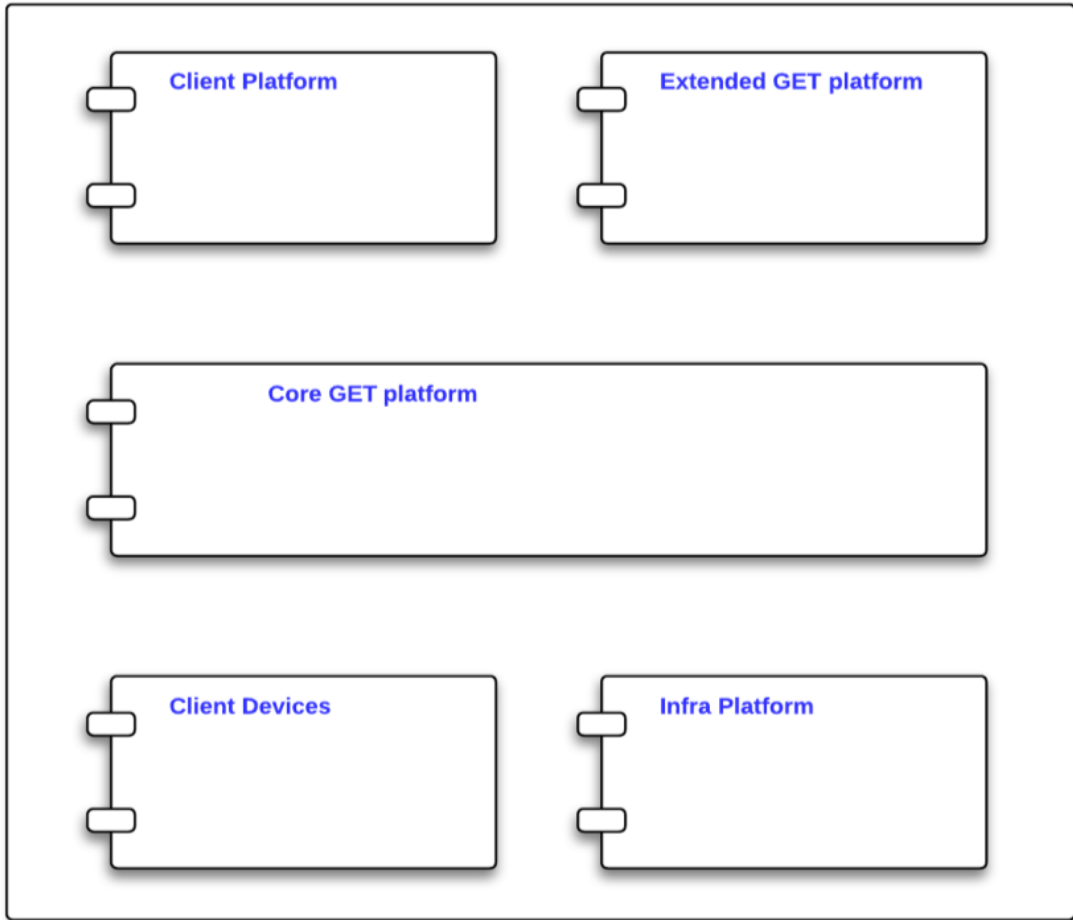 Client Platform
Extended GET platform
Core GET platform
Client Devices
Infra Platform